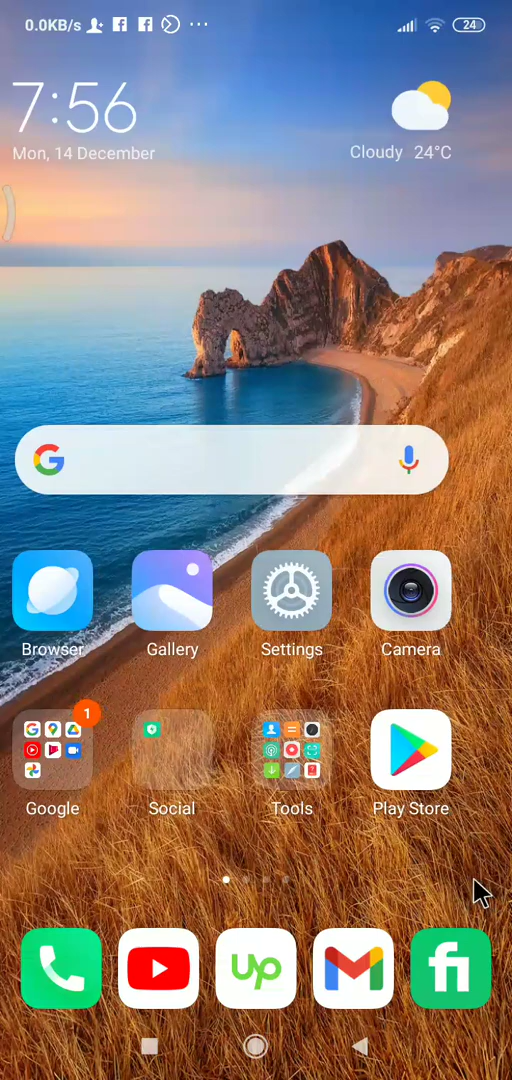 0.0KB/s 24
7:56
Mon, 14 December
Cloudy 24°C
Browser Gallery Settings Camera
1
Google Social Tools Play Store
up fi